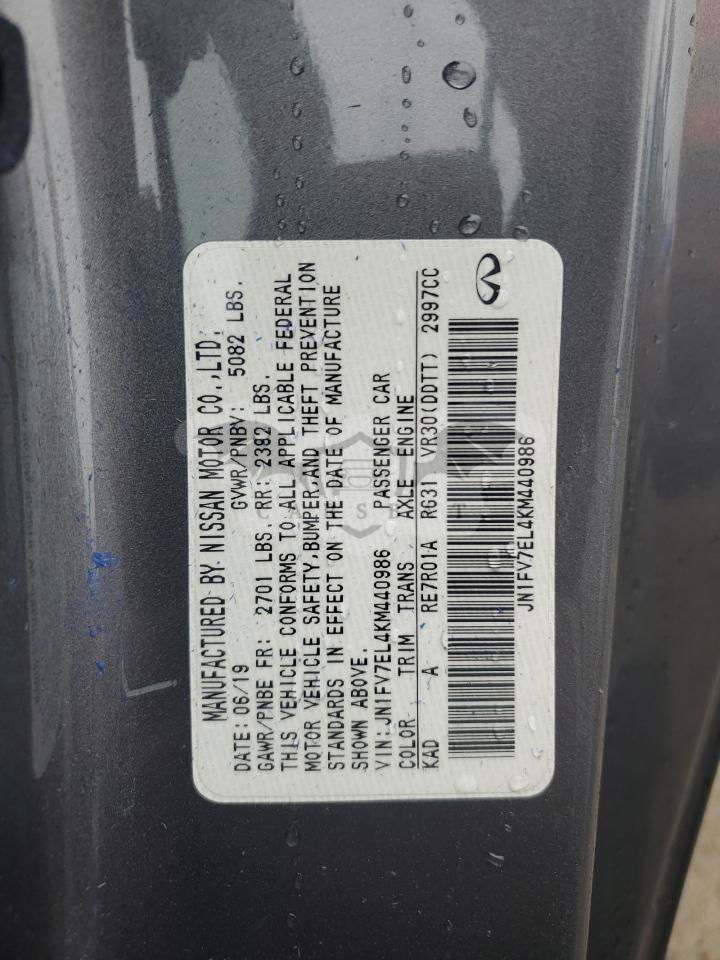 MANUFACTURED BY NISSAN MOTOR CO.,LTD.
DATE: 06/19 GVWR/PNBV: 5082 LBS.
GAWR/PNBE FR: 2701 LBS. RR: 2392 LBS.
THIS VEHICLE CONFORMS TO ALL APPLICABLE FEDERAL
MOTOR VEHICLE SAFETY,BUMPER,AND THEFT PREVENTION
STANDARDS IN EFFECT ON THE DATE OF MANUFACTURE
SHOWN ABOVE.
VIN:JN1FV7EL4KM440986 PASSENGER CAR
COLOR TRIM TRANS AXLE ENGINE
KAD A RE7R01A RG31 VR30(DDTT) 2997CC
JN1FV7EL4KM440986